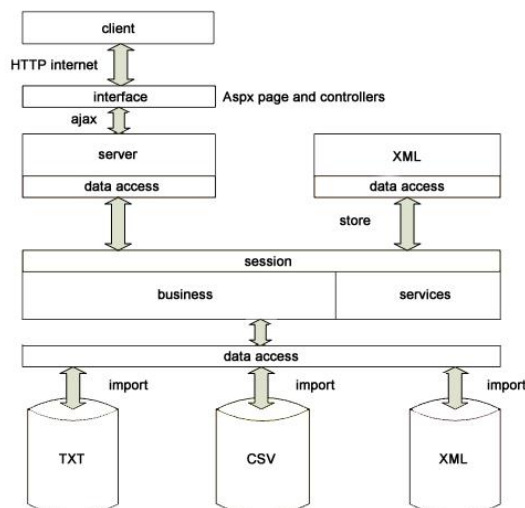 client
HTTP internet
interface
Aspx page and controllers
ajax
server
XML
data access
data access
store
session
business
services
data access
import
import
import
TXT
CSV
XML